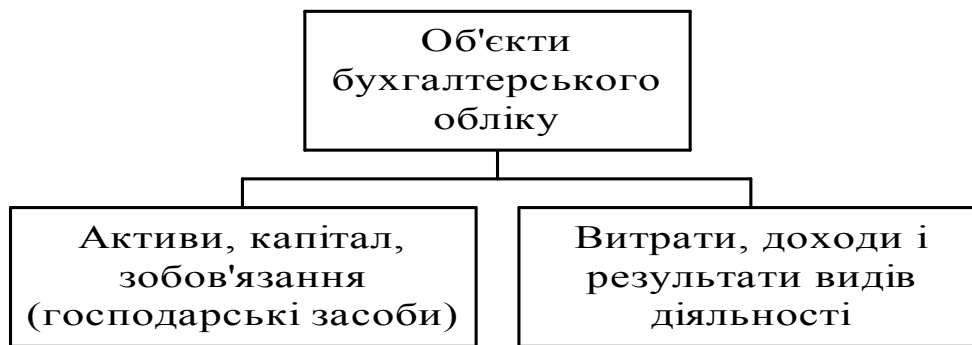 Об'єкти
бухгалтерського
обліку
Активи, капітал,
зобов'язання
(господарські засоби)
Витрати, доходи і
результати видів
діяльності